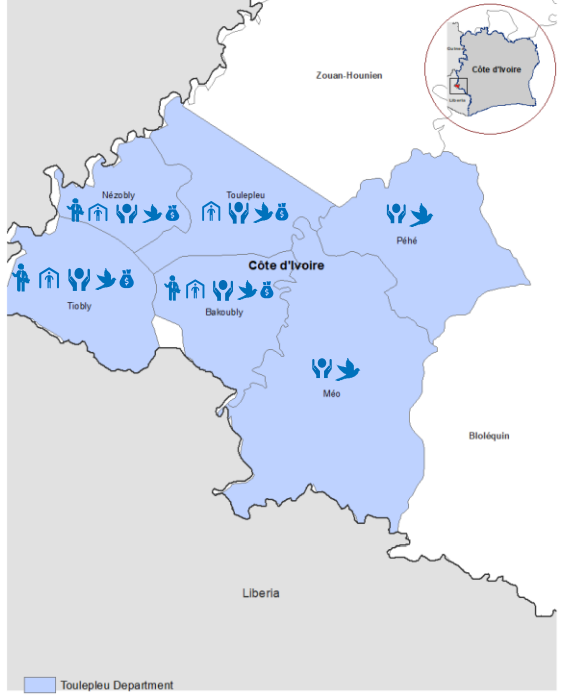 Zouan-Hounien
Guinea
Côte d'Ivoire
Liberia
Nézobly
Toulepleu
Péhé
Côte d'Ivoire
Tiobly
Bakoubly
Méo
Bloléquin
Liberia
Toulepleu Department